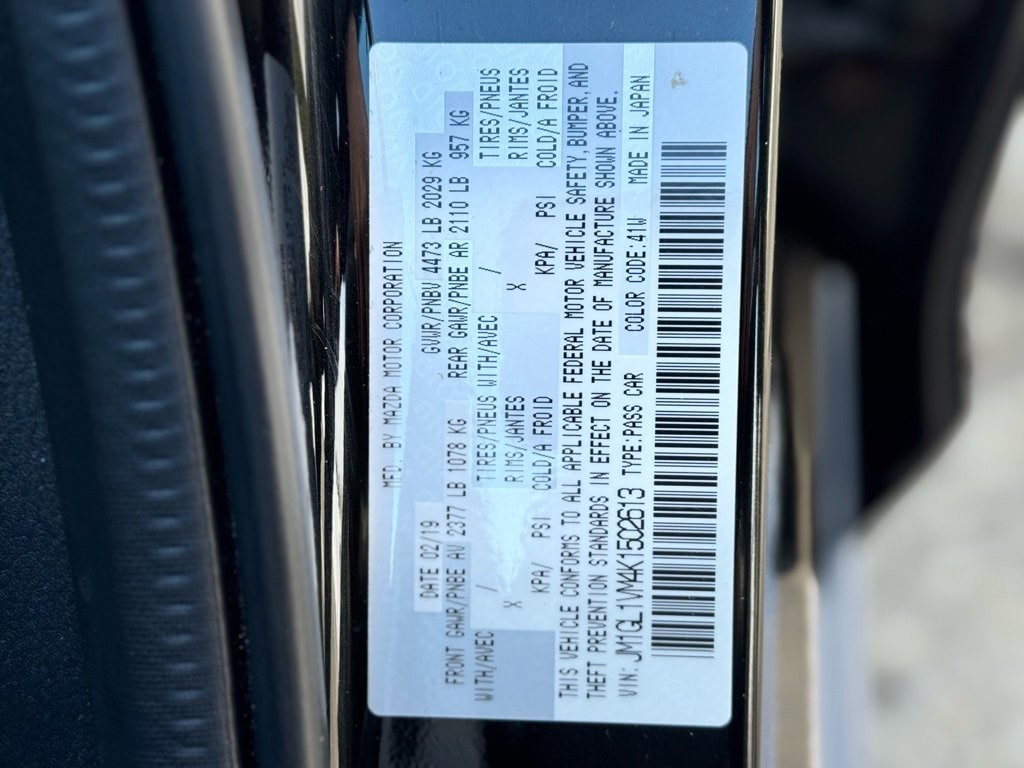 MFD. BY MAZDA MOTOR CORPORATION
DATE 02/19 GVWR/PNBV 4473 LB 2029 KG
FRONT GAWR/PNBE AV 2377 LB 1078 KG REAR GAWR/PNBE AR 2110 LB 957 KG
WITH/AVEC / TIRES/PNEUS WITH/AVEC / TIRES/PNEUS
X RIMS/JANTES X RIMS/JANTES
KPA/ PSI COLD/A FROID KPA/ PSI COLD/A FROID
THIS VEHICLE CONFORMS TO ALL APPLICABLE FEDERAL MOTOR VEHICLE SAFETY, BUMPER, AND
THEFT PREVENTION STANDARDS IN EFFECT ON THE DATE OF MANUFACTURE SHOWN ABOVE.
VIN: JM1GL1VM4K1502613 TYPE:PASS CAR COLOR CODE:41W MADE IN JAPAN